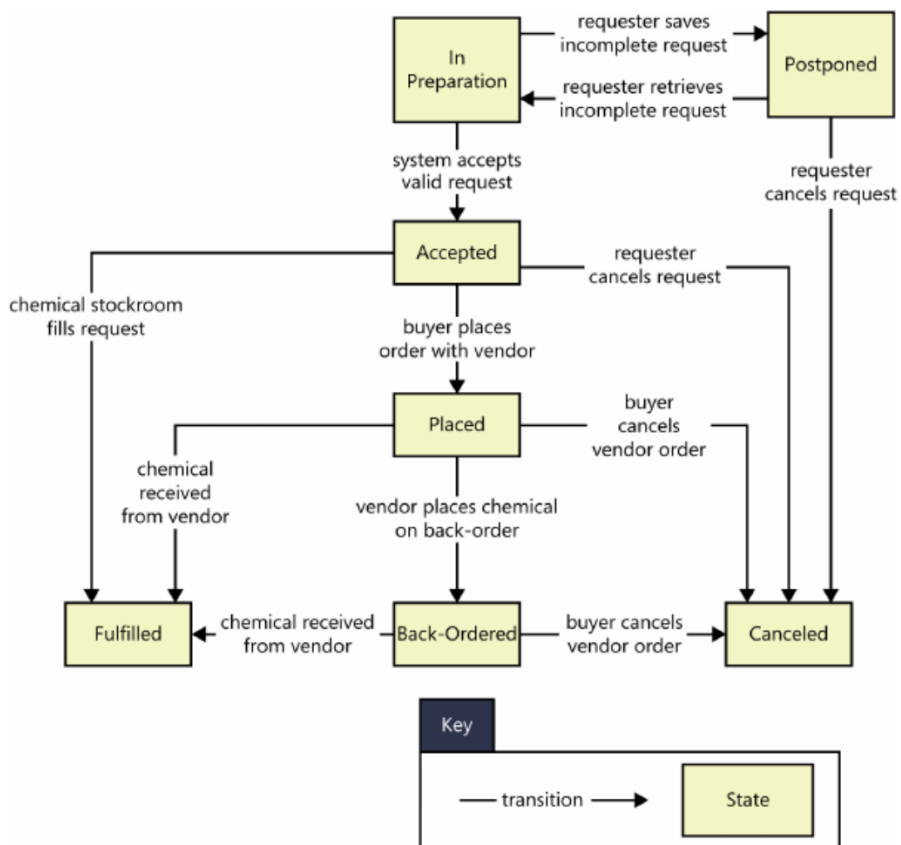 requester saves
incomplete request
In
Preparation
Postponed
requester retrieves
incomplete request
system accepts
valid request
requester
cancels request
Accepted
requester
cancels request
chemical stockroom
fills request
buyer places
order with vendor
Placed
buyer
cancels
vendor order
chemical
received
from vendor
vendor places chemical
on back-order
Fulfilled
chemical received
from vendor
Back-Ordered
buyer cancels
vendor order
Canceled
Key
transition
State